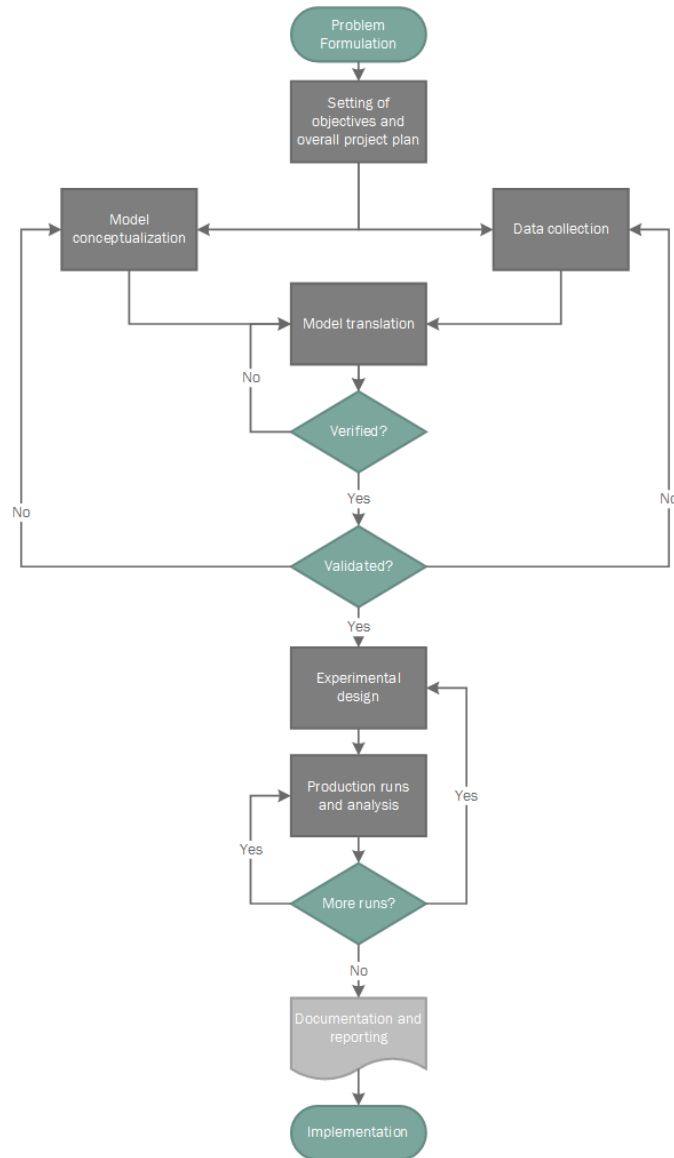 Problem
Formulation
Setting of
objectives and
overall project plan
Model
conceptualization
Data collection
Model translation
No
Verified?
Yes
No
No
Validated?
Yes
Experimental
design
Production runs
and analysis
Yes
Yes
More runs?
No
Documentation and
reporting
Implementation